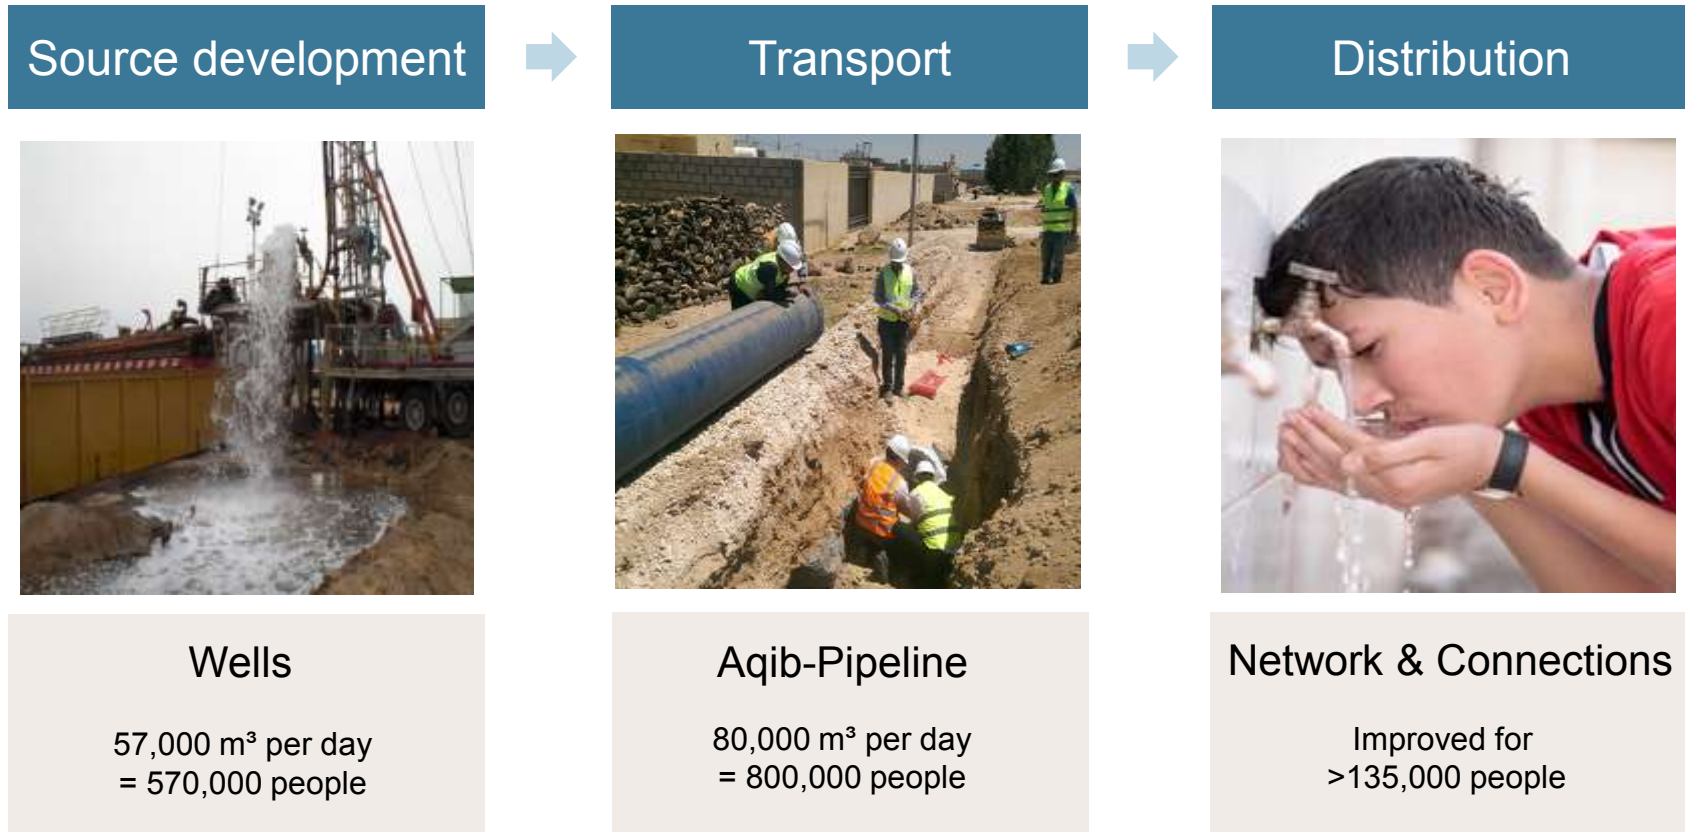 Source development
Transport
Distribution
Wells
57,000 m³ per day
= 570,000 people
Aqib-Pipeline
80,000 m³ per day
= 800,000 people
Network & Connections
Improved for
>135,000 people